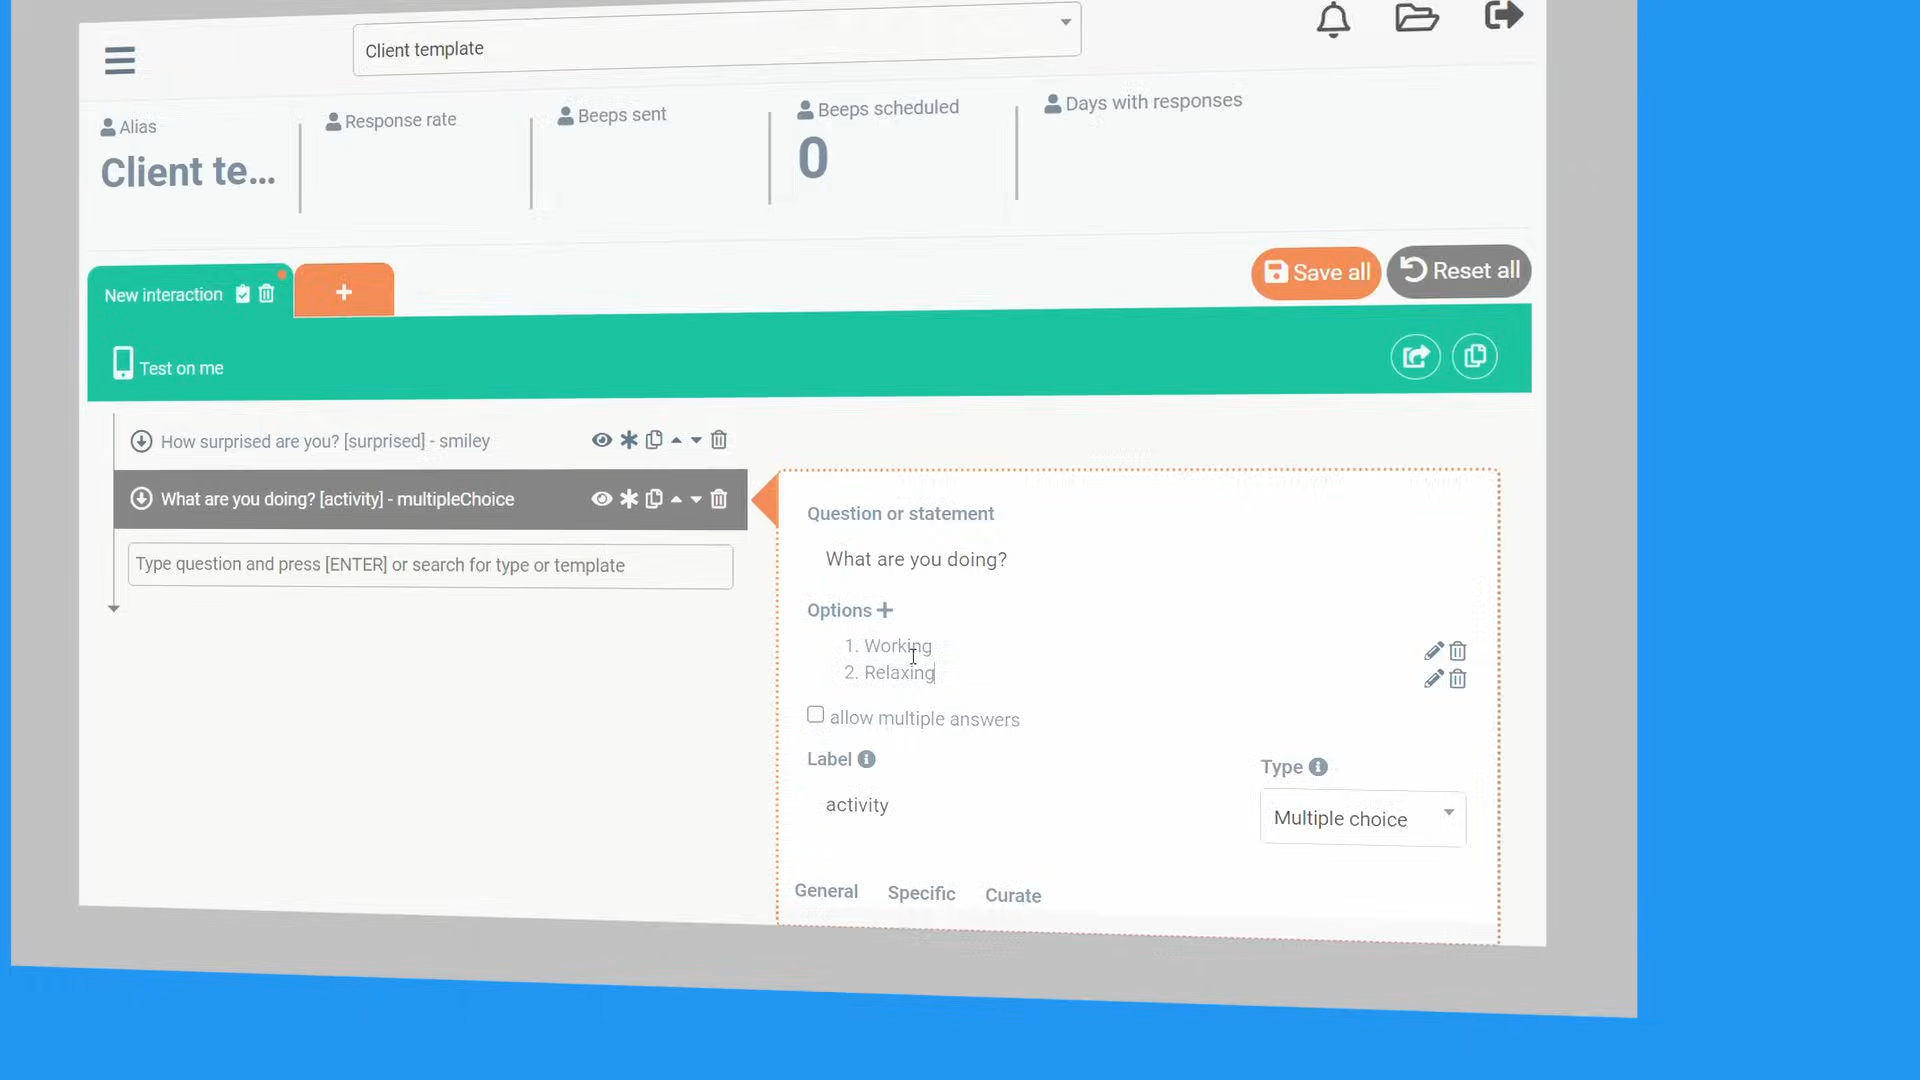 Client template
Alias
Client te...
Response rate
Beeps sent
Beeps scheduled
0
Days with responses
New interaction
+
Save all
Reset all
Test on me
How surprised are you? [surprised] - smiley
What are you doing? [activity] - multipleChoice
Type question and press [ENTER] or search for type or template
Question or statement
What are you doing?
Options +
1. Working
2. Relaxing
allow multiple answers
Label
activity
Type
Multiple choice
General Specific Curate